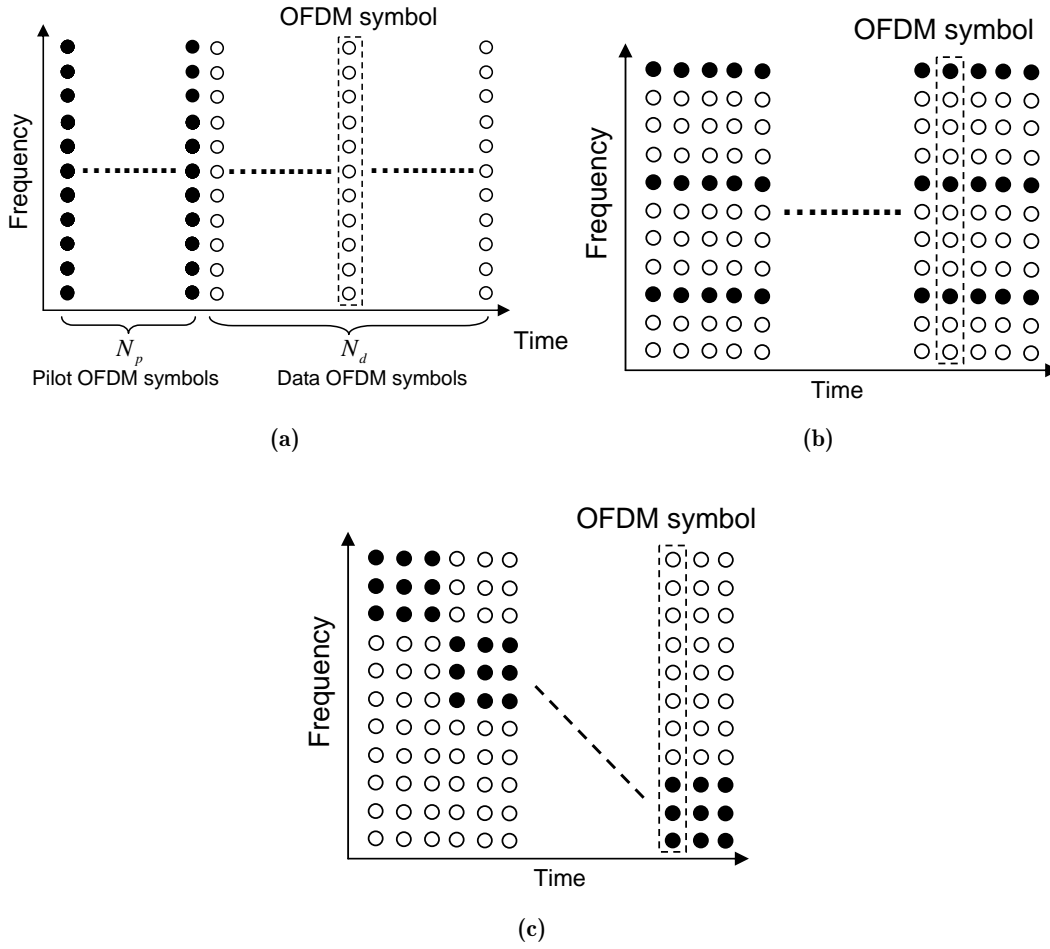 OFDM symbol
Frequency
N_p
N_d
Time
Pilot OFDM symbols
Data OFDM symbols
(a)
OFDM symbol
Frequency
Time
(b)
OFDM symbol
Frequency
Time
(c)